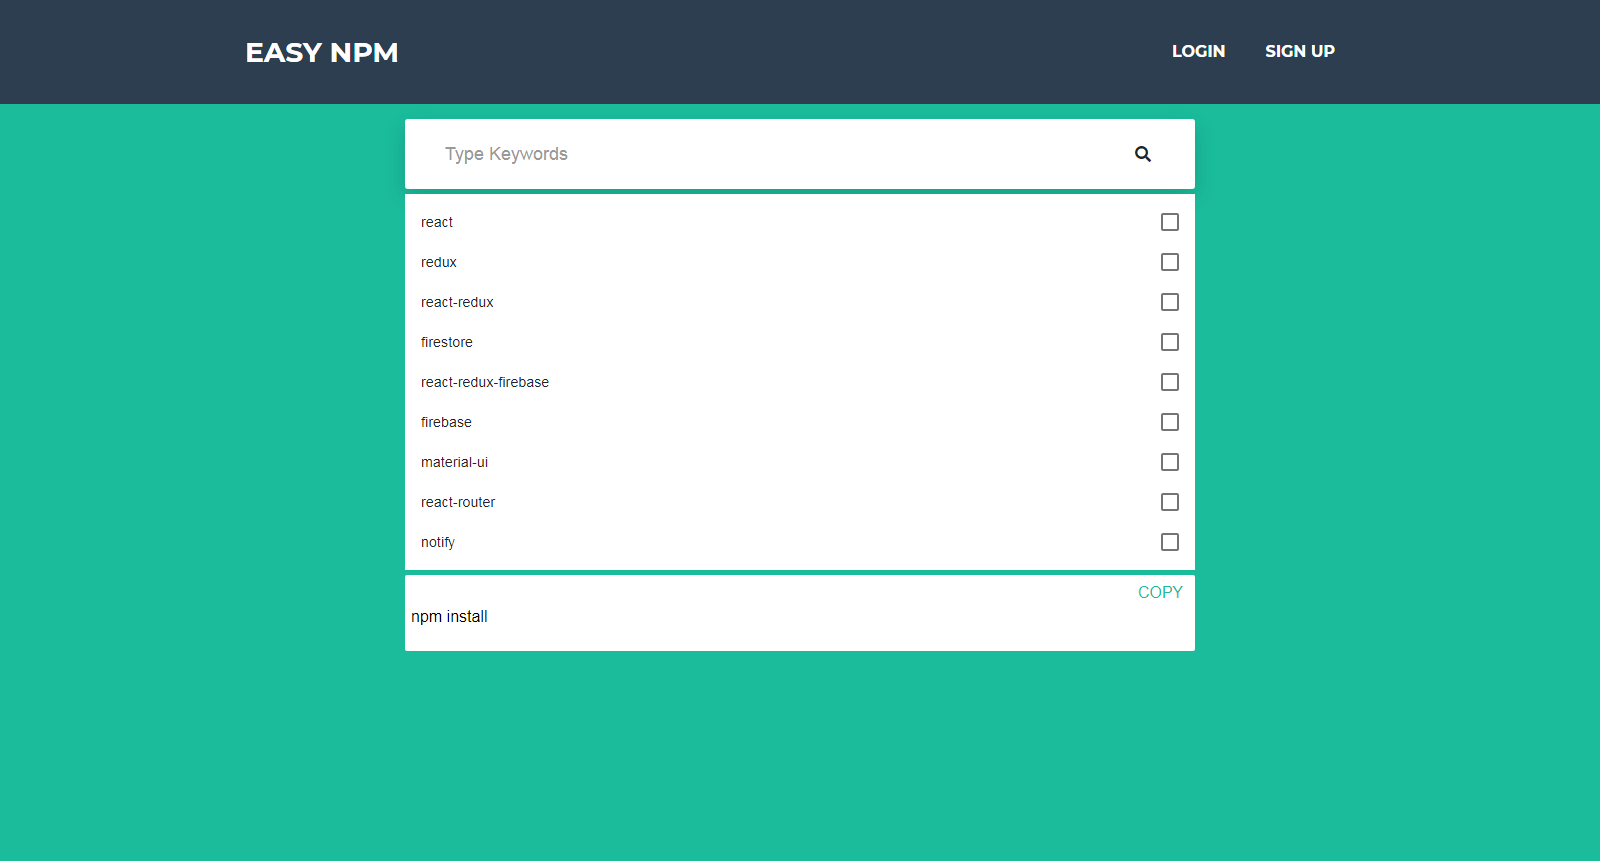 EASY NPM
LOGIN SIGN UP
Type Keywords
react
redux
react-redux
firestore
react-redux-firebase
firebase
material-ui
react-router
notify
COPY
npm install